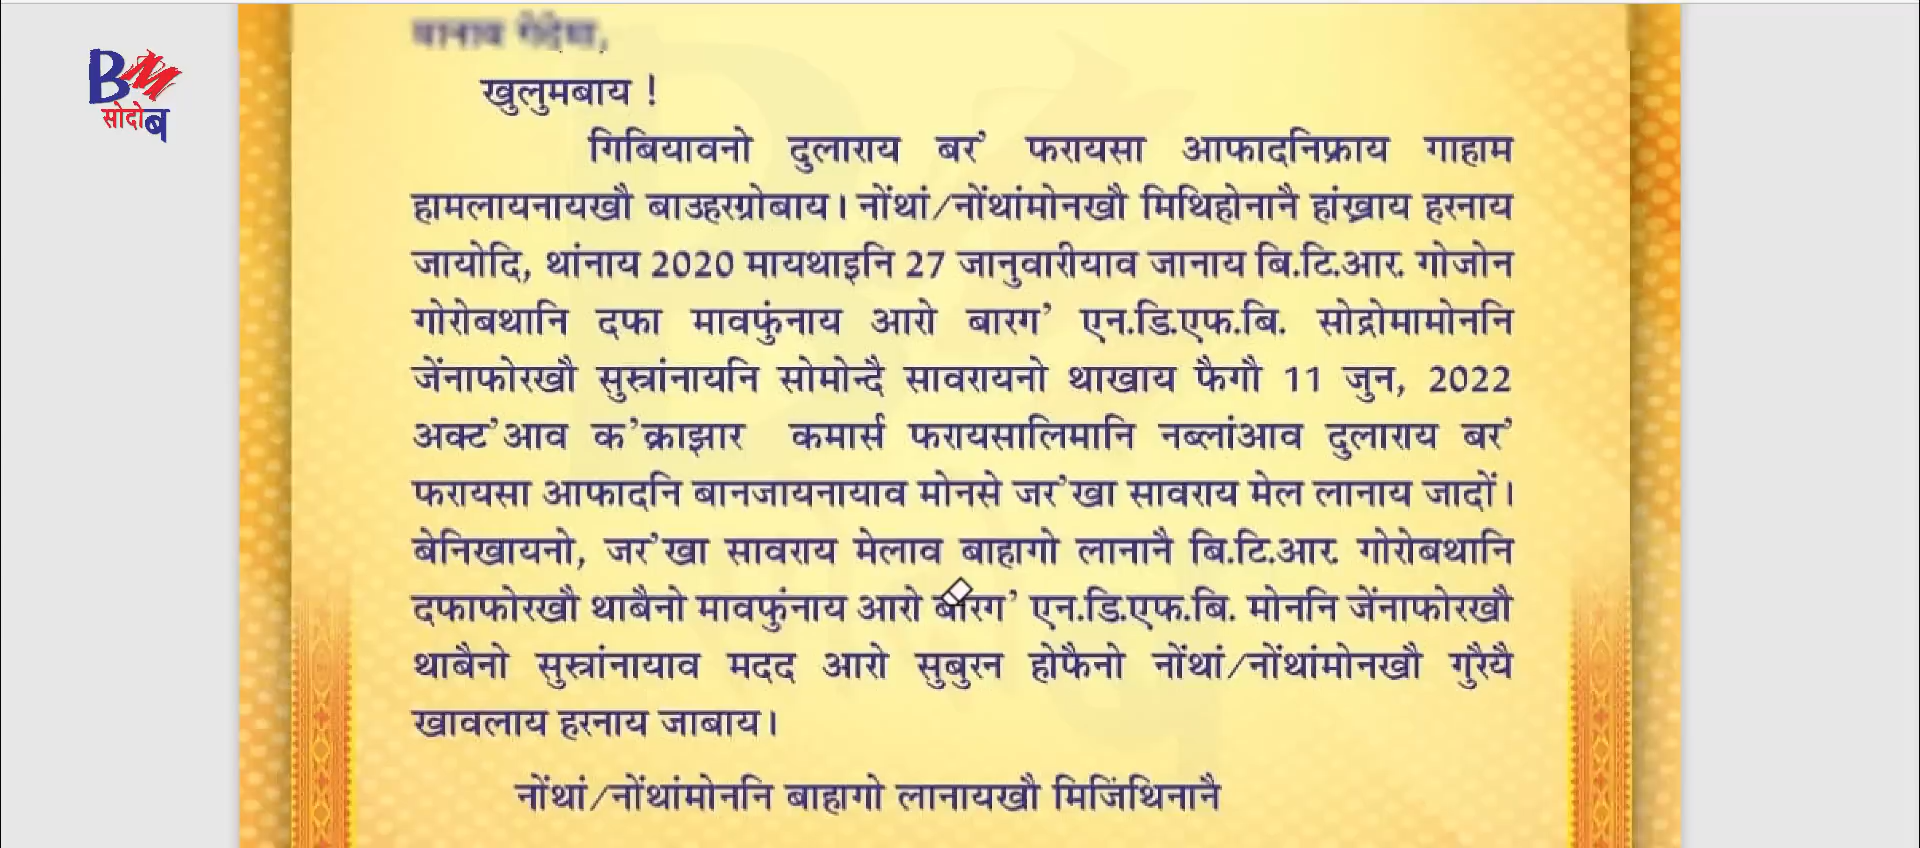 BM
सोदोब
खुलुमबाय !
गिबियावनो दुलाराय बर’ फरायसा आफादनिफ्राय गाहाम
हामलायनायखौ बाउहरग्रोबाय। नोंथां/नोंथांमोनखौ मिथिहोनानै हांख्राय हरनाय
जायोदि, थांनाय 2020 मायथाइनि 27 जानुवारीयाव जानाय बि.टि.आर. गोजोन
गोरोबथानि दफा मावफुंनाय आरो बारग’ एन.डि.एफ.बि. सोद्रोमामोननि
जेंनाफोरखौ सुस्रांनायनि सोमोन्दै सावरायनो थाखाय फैगौ 11 जुन, 2022
अक्ट’आव क’क्राझार कमार्स फरायसालिमानि नब्लांआव दुलाराय बर’
फरायसा आफादनि बानजायनायाव मोनसे जर’खा सावराय मेल लानाय जादों।
बेनिखायनो, जर’खा सावराय मेलाव बाहागो लानानै बि.टि.आर. गोरोबथानि
दफाफोरखौ थाबैनो मावफुंनाय आरो बारग’ एन.डि.एफ.बि. मोननि जेंनाफोरखौ
थाबैनो सुस्रांनायाव मदद आरो सुबुरन होफैनो नोंथां/नोंथांमोनखौ गुरैयै
खावलाय हरनाय जाबाय।
नोंथां/नोंथांमोननि बाहागो लानायखौ मिजिंथिनानै